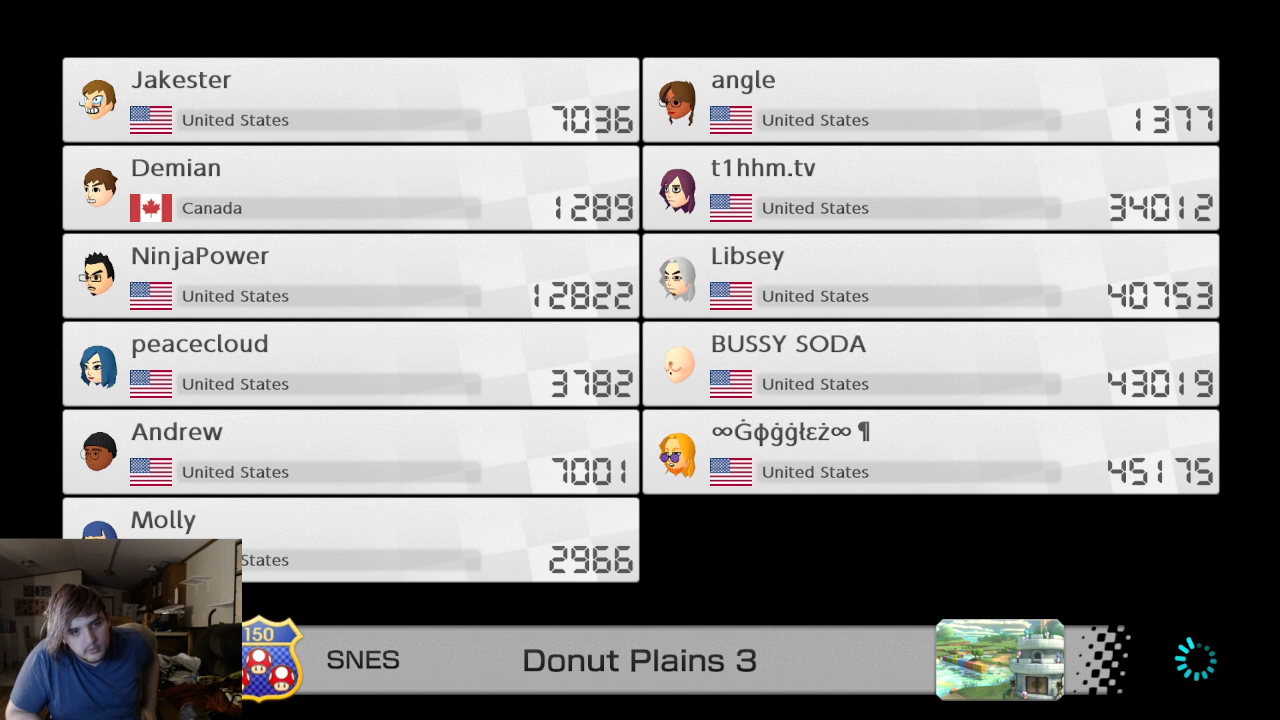 Jakester
United States
7036
angle
United States
1377
Demian
Canada
1289
t1hhm.tv
United States
34012
NinjaPower
United States
12822
Libsey
United States
40753
peacecloud
United States
3782
BUSSY SODA
United States
43019
Andrew
United States
7001
∞Ġφġġłεż∞ ¶
United States
45175
Molly
States
2966
150
SNES
Donut Plains 3